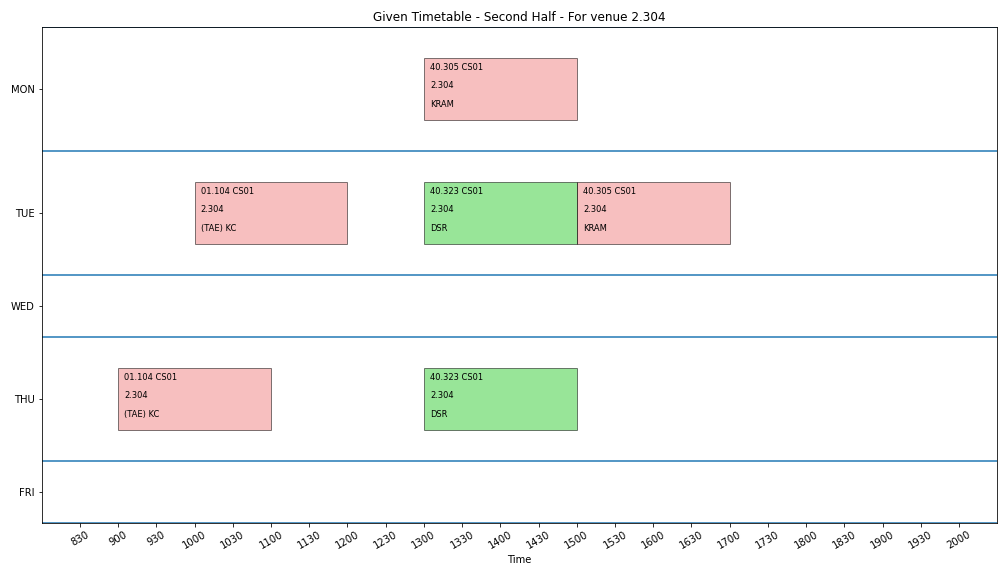 Given Timetable - Second Half - For venue 2.304
MON
40.305 CS01
2.304
KRAM
TUE
01.104 CS01
2.304
(TAE) KC
40.323 CS01
2.304
DSR
40.305 CS01
2.304
KRAM
WED
THU
01.104 CS01
2.304
(TAE) KC
40.323 CS01
2.304
DSR
FRI
830 900 930 1000 1030 1100 1130 1200 1230 1300 1330 1400 1430 1500 1530 1600 1630 1700 1730 1800 1830 1900 1930 2000
Time